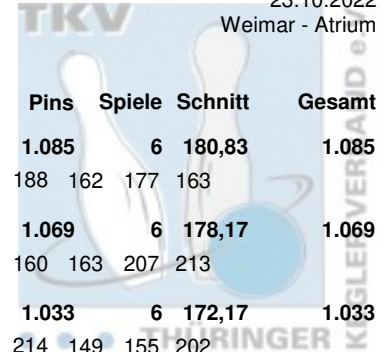 23.10.2022
Weimar - Atrium
TKV
Pins Spiele Schnitt Gesamt
1.085 6 180,83 1.085
188 162 177 163
1.069 6 178,17 1.069
160 163 207 213
1.033 6 172,17 1.033
214 149 155 202
THÜRINGER
KEGLER VERBAND e.V.